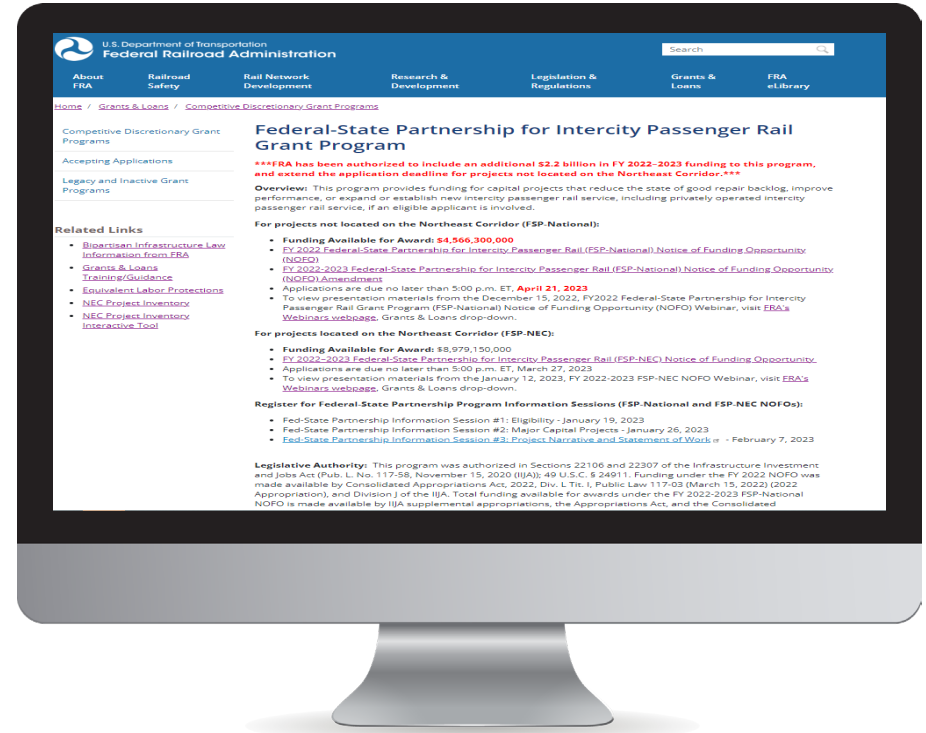 U.S. Department of Transportation
Federal Railroad Administration
Search
About
FRA
Railroad
Safety
Rail Network
Development
Research &
Development
Legislation &
Regulations
Grants &
Loans
FRA
eLibrary
Home / Grants & Loans / Competitive Discretionary Grant Programs
Competitive Discretionary Grant
Programs
Accepting Applications
Legacy and Inactive Grant
Programs
Related Links
• Bipartisan Infrastructure Law
Information from FRA
• Grants & Loans
Training/Guidance
• Equivalent Labor Protections
• NEC Project Inventory
• NEC Project Inventory
Interactive Tool
Federal-State Partnership for Intercity Passenger Rail
Grant Program
***FRA has been authorized to include an additional $2.2 billion in FY 2022–2023 funding to this program,
and extend the application deadline for projects not located on the Northeast Corridor.***
Overview: This program provides funding for capital projects that reduce the state of good repair backlog, improve
performance, or expand or establish new intercity passenger rail service, including privately operated intercity
passenger rail service, if an eligible applicant is involved.
For projects not located on the Northeast Corridor (FSP-National):
• Funding Available for Award: $4,566,300,000
• FY 2022 Federal-State Partnership for Intercity Passenger Rail (FSP-National) Notice of Funding Opportunity
(NOFO)
• FY 2022-2023 Federal-State Partnership for Intercity Passenger Rail (FSP-National) Notice of Funding Opportunity
(NOFO) Amendment
• Applications are due no later than 5:00 p.m. ET, April 21, 2023
• To view presentation materials from the December 15, 2022, FY2022 Federal-State Partnership for Intercity
Passenger Rail Grant Program (FSP-National) Notice of Funding Opportunity (NOFO) Webinar, visit FRA's
Webinars webpage, Grants & Loans drop-down.
For projects located on the Northeast Corridor (FSP-NEC):
• Funding Available for Award: $8,979,150,000
• FY 2022–2023 Federal-State Partnership for Intercity Passenger Rail (FSP-NEC) Notice of Funding Opportunity
• Applications are due no later than 5:00 p.m. ET, March 27, 2023
• To view presentation materials from the January 12, 2023, FY 2022-2023 FSP-NEC NOFO Webinar, visit FRA's
Webinars webpage, Grants & Loans drop-down.
Register for Federal-State Partnership Program Information Sessions (FSP-National and FSP-NEC NOFOs):
• Fed-State Partnership Information Session #1: Eligibility - January 19, 2023
• Fed-State Partnership Information Session #2: Major Capital Projects - January 26, 2023
• Fed-State Partnership Information Session #3: Project Narrative and Statement of Work - February 7, 2023
Legislative Authority: This program was authorized in Sections 22106 and 22307 of the Infrastructure Investment
and Jobs Act (Pub. L. No. 117-58, November 15, 2020 (IIJA)); 49 U.S.C. § 24911. Funding under the FY 2022 NOFO was
made available by Consolidated Appropriations Act, 2022, Div. L Tit. I, Public Law 117-03 (March 15, 2022) (2022
Appropriation), and Division J of the IIJA. Total funding available for awards under the FY 2022-2023 FSP-National
NOFO is made available by IIJA supplemental appropriations, the Appropriations Act, and the Consolidated